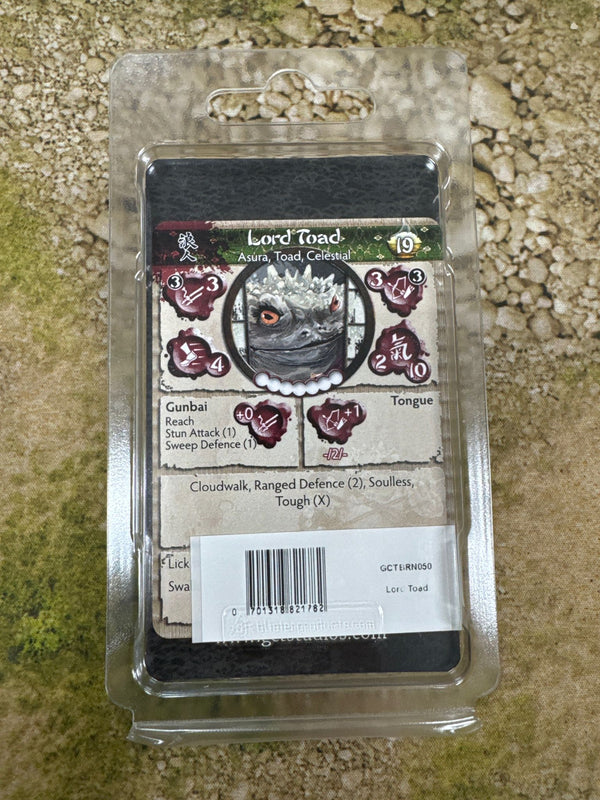 浪人
Lord Toad
Asura, Toad, Celestial
19
3 3
3 3
4
氣
2 10
Gunbai
+0
Reach
Stun Attack (1)
Sweep Defence (1)
Tongue
+1
-/2/-
Cloudwalk, Ranged Defence (2), Soulless,
Tough (X)
Lick
Swa
GCTBRN050
Lord Toad
0 701318 821782